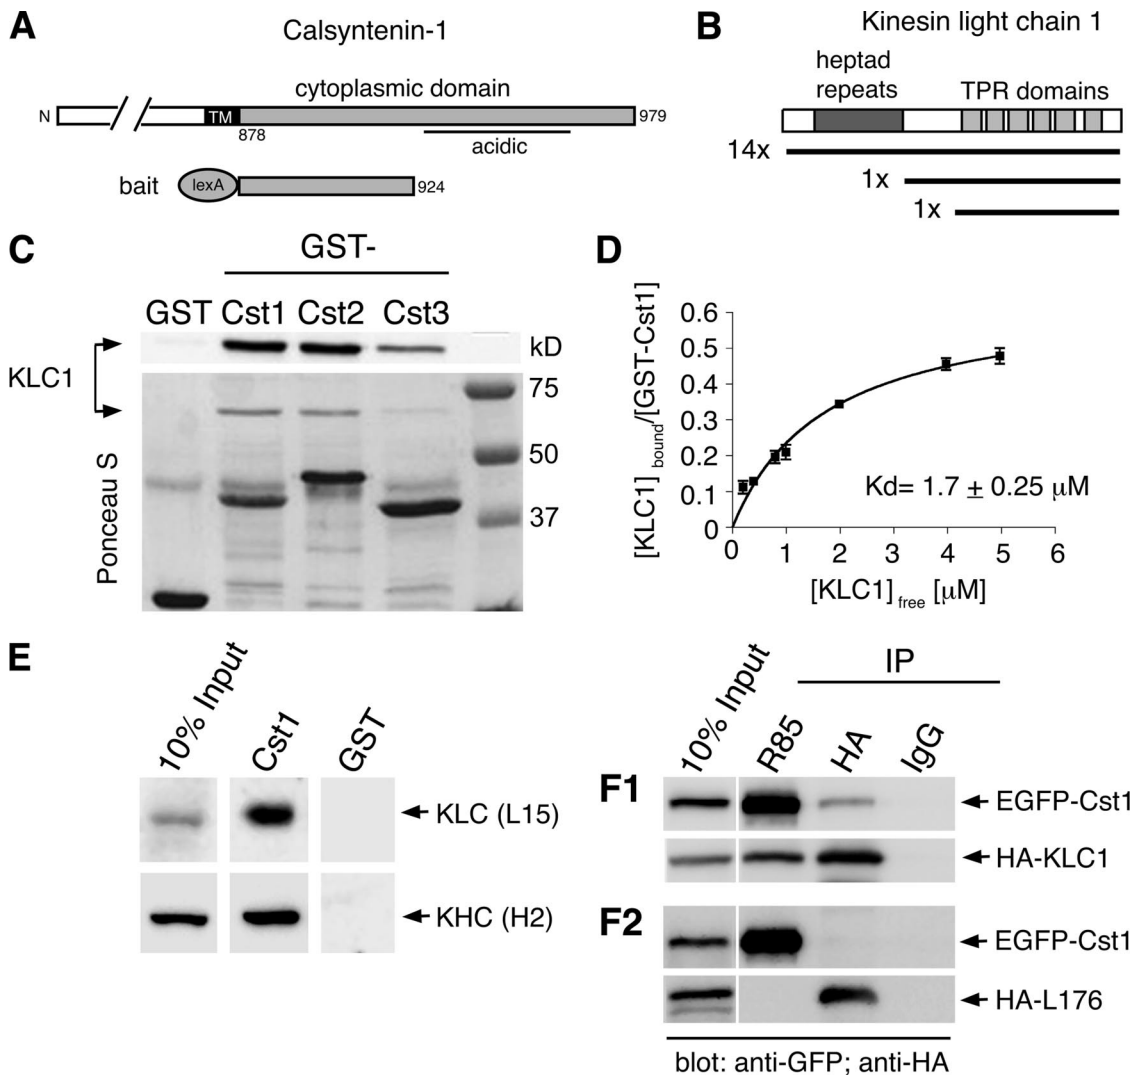 A
Calsyntenin-1
cytoplasmic domain
N
TM
979
878
acidic
bait
lexA
924
B
Kinesin light chain 1
heptad
repeats
TPR domains
14x
1x
1x
C
GST-
GST Cst1 Cst2 Cst3
KLC1
kD
75
50
37
Ponceau S
D
[KLC1]bound/[GST-Cst1]
0.6
0.5
0.4
0.3
0.2
0.1
0
0 1 2 3 4 5 6
Kd= 1.7 ± 0.25 µM
[KLC1]free [µM]
E
10% Input
Cst1
GST
KLC (L15)
KHC (H2)
IP
10% Input
R85
HA
IgG
F1
EGFP-Cst1
HA-KLC1
F2
EGFP-Cst1
HA-L176
blot: anti-GFP; anti-HA